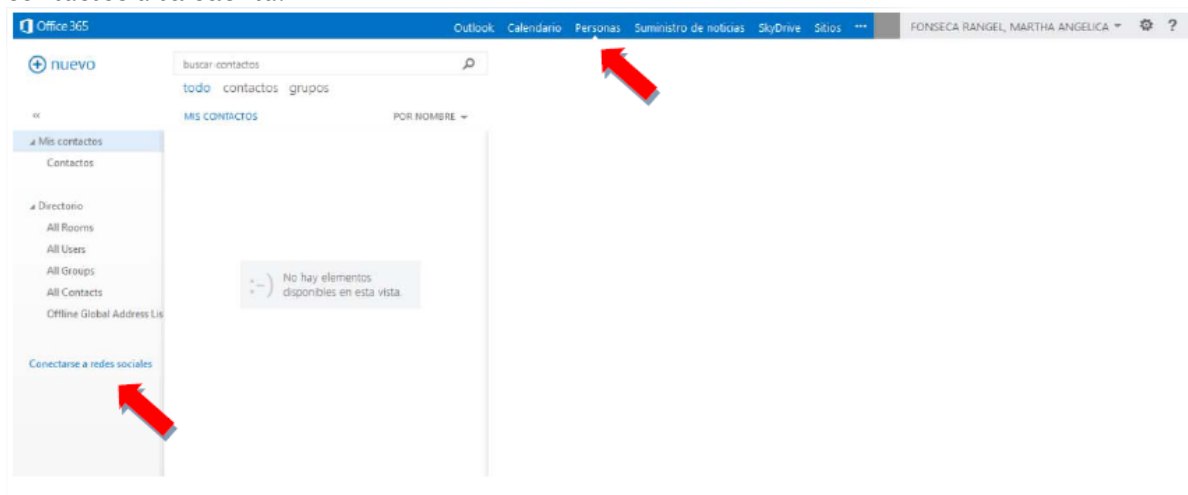 Office 365 Outlook Calendario Personas Suministro de noticias SkyDrive Sitios ··· FONSECA RANGEL, MARTHA ANGELICA ?
nuevo
buscar contactos
todo contactos grupos
«
MIS CONTACTOS POR NOMBRE
Mis contactos
Contactos
Directorio
All Rooms
All Users
All Groups
All Contacts
Offline Global Address Lis
:-) No hay elementos
disponibles en esta vista.
Conectarse a redes sociales